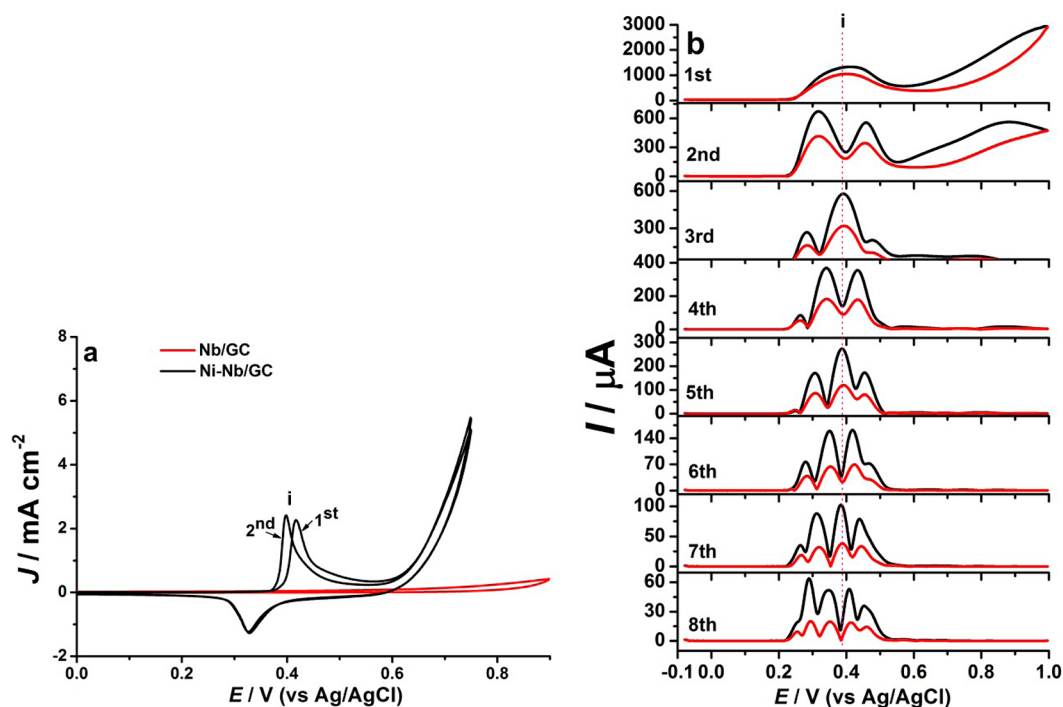 a
Nb/GC
Ni-Nb/GC
i
2nd
1st
8
6
4
2
0
-2
0.0 0.2 0.4 0.6 0.8
J / mA cm-2
E / V (vs Ag/AgCl)
b
i
3000
2000
1000
0
1st
600
300
0
2nd
600
300
3rd
400
200
0
4th
300
200
100
0
5th
140
70
0
6th
100
50
0
7th
60
30
0
8th
-0.1 0.0 0.2 0.4 0.6 0.8 1.0
I / μA
E / V (vs Ag/AgCl)